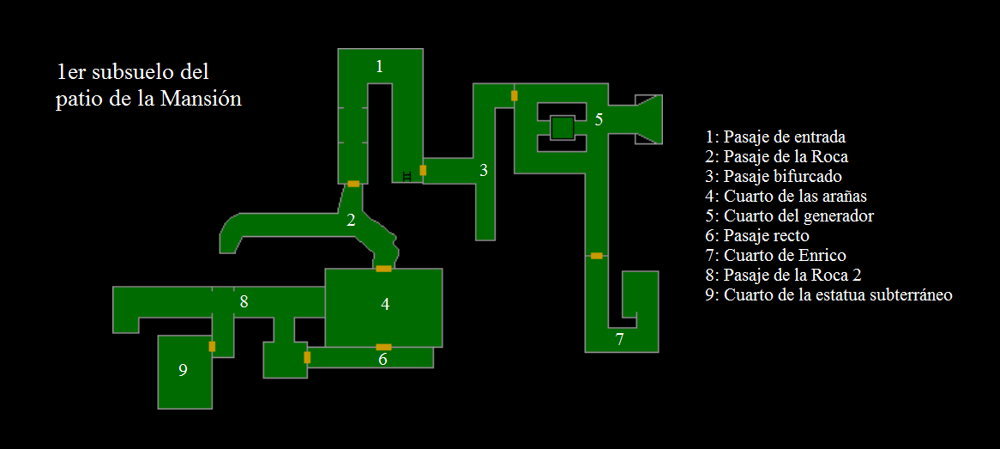 1er subsuelo del
patio de la Mansión
1
2
3
4
5
6
7
8
9
1: Pasaje de entrada
2: Pasaje de la Roca
3: Pasaje bifurcado
4: Cuarto de las arañas
5: Cuarto del generador
6: Pasaje recto
7: Cuarto de Enrico
8: Pasaje de la Roca 2
9: Cuarto de la estatua subterráneo